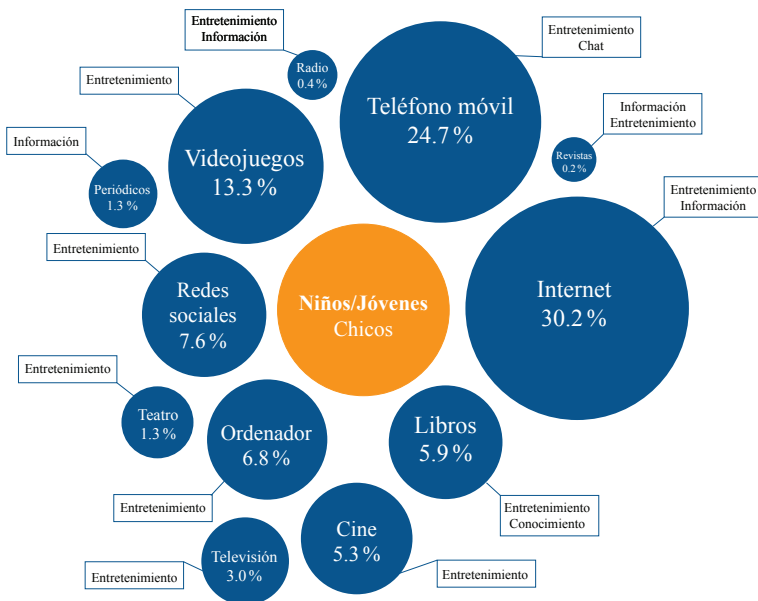 Entretenimiento
Información
Radio
0.4 %
Entretenimiento
Chat
Teléfono móvil
24.7 %
Entretenimiento
Videojuegos
13.3 %
Información
Entretenimiento
Revistas
0.2 %
Información
Periódicos
1.3 %
Entretenimiento
Información
Internet
30.2 %
Entretenimiento
Redes
sociales
7.6 %
Niños/Jóvenes
Chicos
Entretenimiento
Teatro
1.3 %
Ordenador
6.8 %
Entretenimiento
Libros
5.9 %
Entretenimiento
Conocimiento
Cine
5.3 %
Entretenimiento
Televisión
3.0 %
Entretenimiento